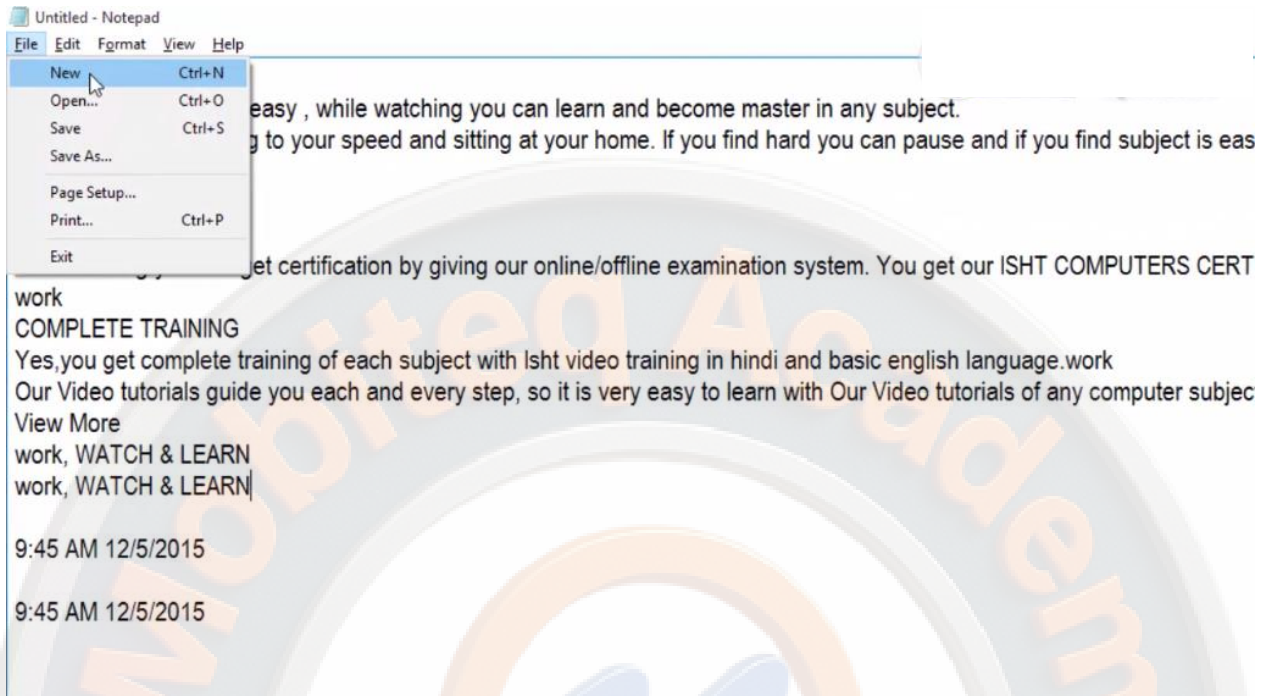 Untitled - Notepad
File Edit Format View Help
New Ctrl+N
Open... Ctrl+O
Save Ctrl+S
Save As...
Page Setup...
Print... Ctrl+P
Exit
easy , while watching you can learn and become master in any subject.
to your speed and sitting at your home. If you find hard you can pause and if you find subject is eas
get certification by giving our online/offline examination system. You get our ISHT COMPUTERS CERT
work
COMPLETE TRAINING
Yes,you get complete training of each subject with Isht video training in hindi and basic english language.work
Our Video tutorials guide you each and every step, so it is very easy to learn with Our Video tutorials of any computer subjec
View More
work, WATCH & LEARN
work, WATCH & LEARN
9:45 AM 12/5/2015
9:45 AM 12/5/2015
Mobiteq Academ